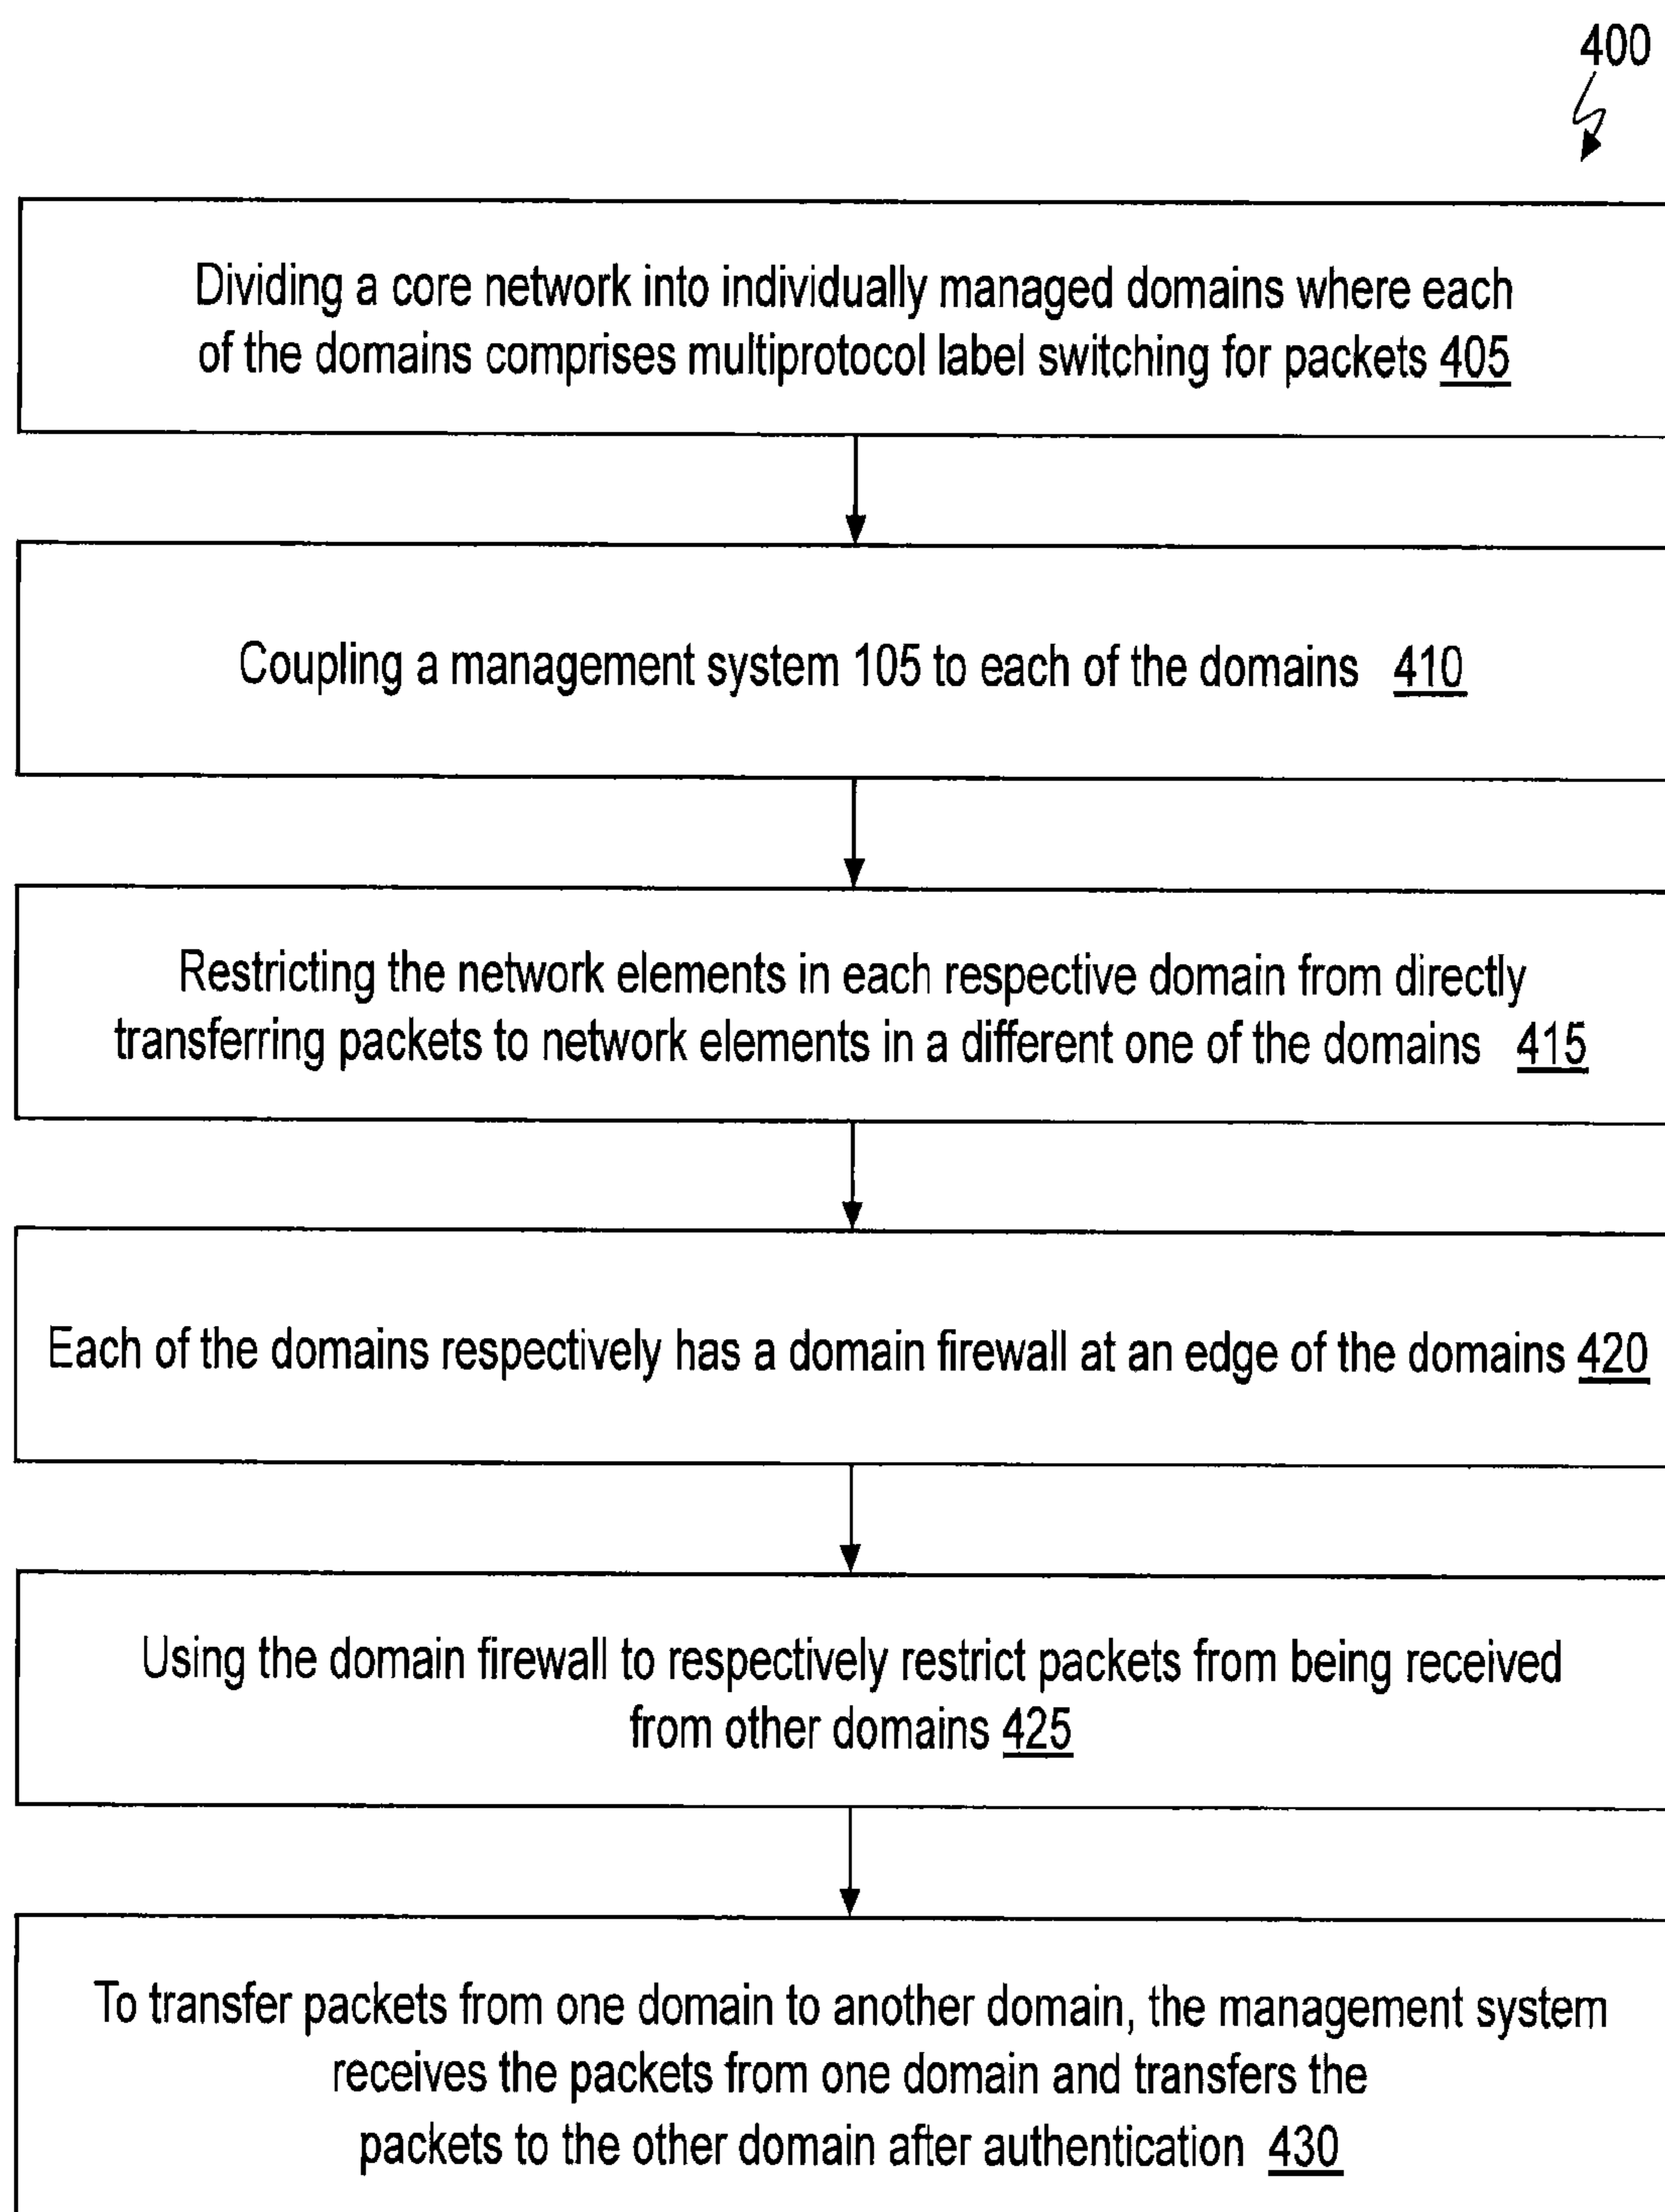 400
Dividing a core network into individually managed domains where each
of the domains comprises multiprotocol label switching for packets 405
Coupling a management system 105 to each of the domains 410
Restricting the network elements in each respective domain from directly
transferring packets to network elements in a different one of the domains 415
Each of the domains respectively has a domain firewall at an edge of the domains 420
Using the domain firewall to respectively restrict packets from being received
from other domains 425
To transfer packets from one domain to another domain, the management system
receives the packets from one domain and transfers the
packets to the other domain after authentication 430